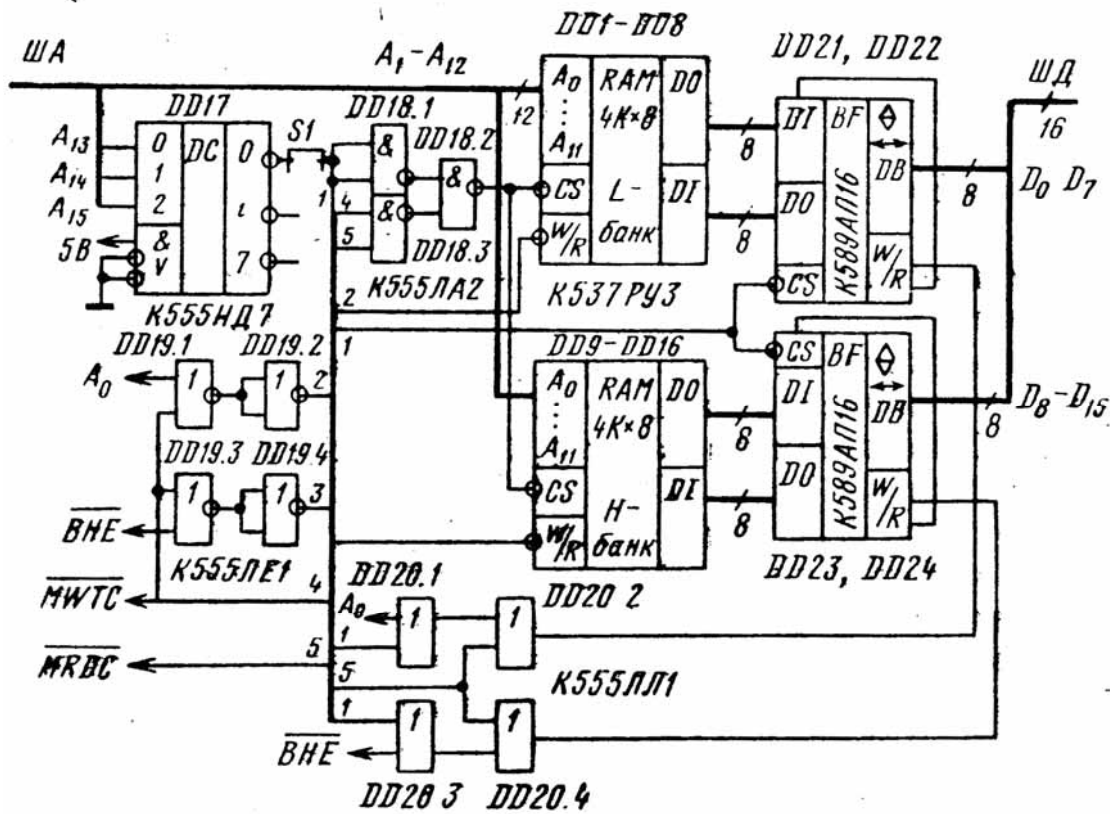 ША
A₁ – A₁₂
DD1 – DD8
DD21, DD22
ШД
16
DD17
DD18.1
DD18.2
DD18.3
12
A₁₃
A₁₄
A₁₅
0
1
2
DC
0
i
7
S1
5В
&
V
&
&
&
1
4
5
A₀
A₁₁
RAM
4K×8
DO
DI
CS
W/R
L-
банк
8
8
DI
DO
BF
DB
CS
W/R
К589АП16
8
D₀ D₇
К555ИД7
К555ЛА2
К537РУ3
2
1
DD9 – DD16
DD19.1
DD19.2
A₀
1
1
2
DD19.3
DD19.4
1
1
3
BHE
К555ЛЕ1
A₀
A₁₁
RAM
4K×8
DO
DI
CS
W/R
H-
банк
8
8
CS
BF
DI
DO
DB
W/R
К589АП16
8
D₈ – D₁₅
DD23, DD24
MWTC
4
DD20.1
DD20 2
A₀
1
1
1
MRDC
5
5
К555ЛЛ1
1
1
1
BHE
DD20 3
DD20.4